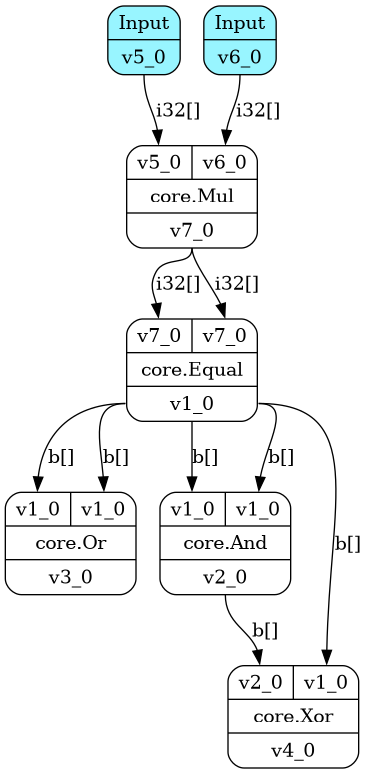 Input Input
v5_0 v6_0
i32[] i32[]
v5_0 v6_0
core.Mul
v7_0
i32[] i32[]
v7_0 v7_0
core.Equal
v1_0
b[] b[] b[] b[]
v1_0 v1_0 v1_0 v1_0
core.Or core.And
v3_0 v2_0
b[]
b[]
v2_0 v1_0
core.Xor
v4_0